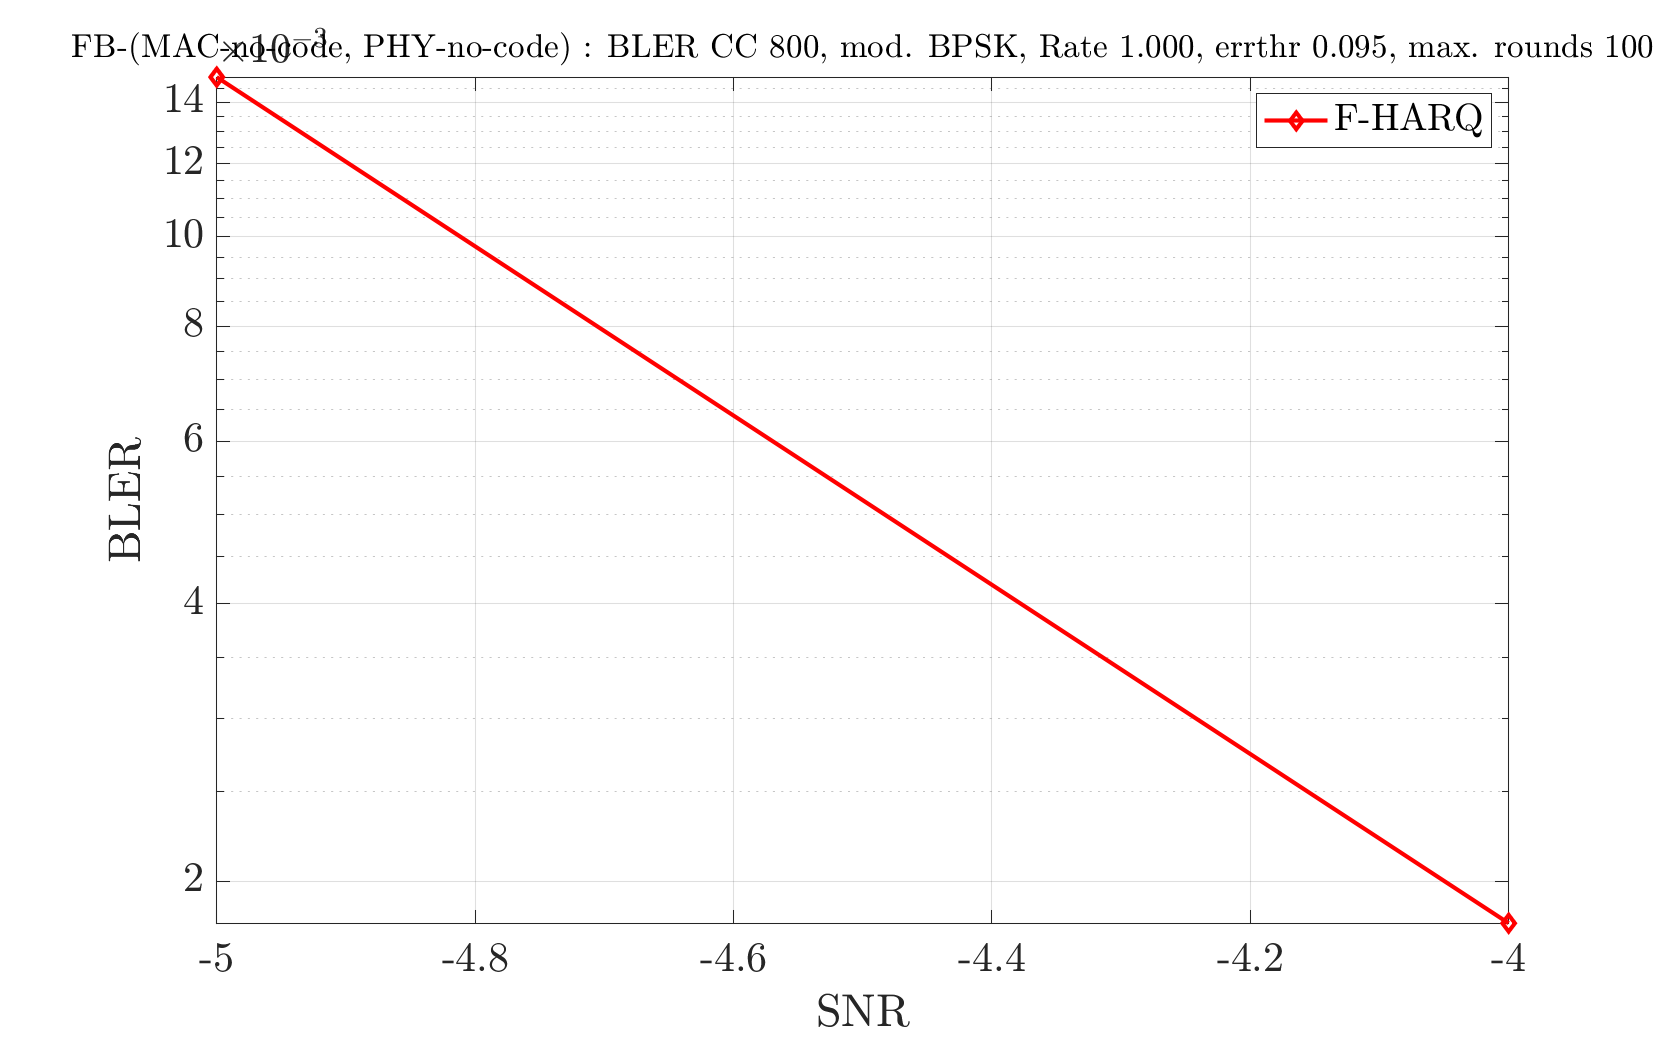 FB-(MAC-no-code, PHY-no-code) : BLER CC 800, mod. BPSK, Rate 1.000, errthr 0.095, max. rounds 100
×10⁻³
F-HARQ
14
12
10
8
6
4
2
BLER
-5 -4.8 -4.6 -4.4 -4.2 -4
SNR